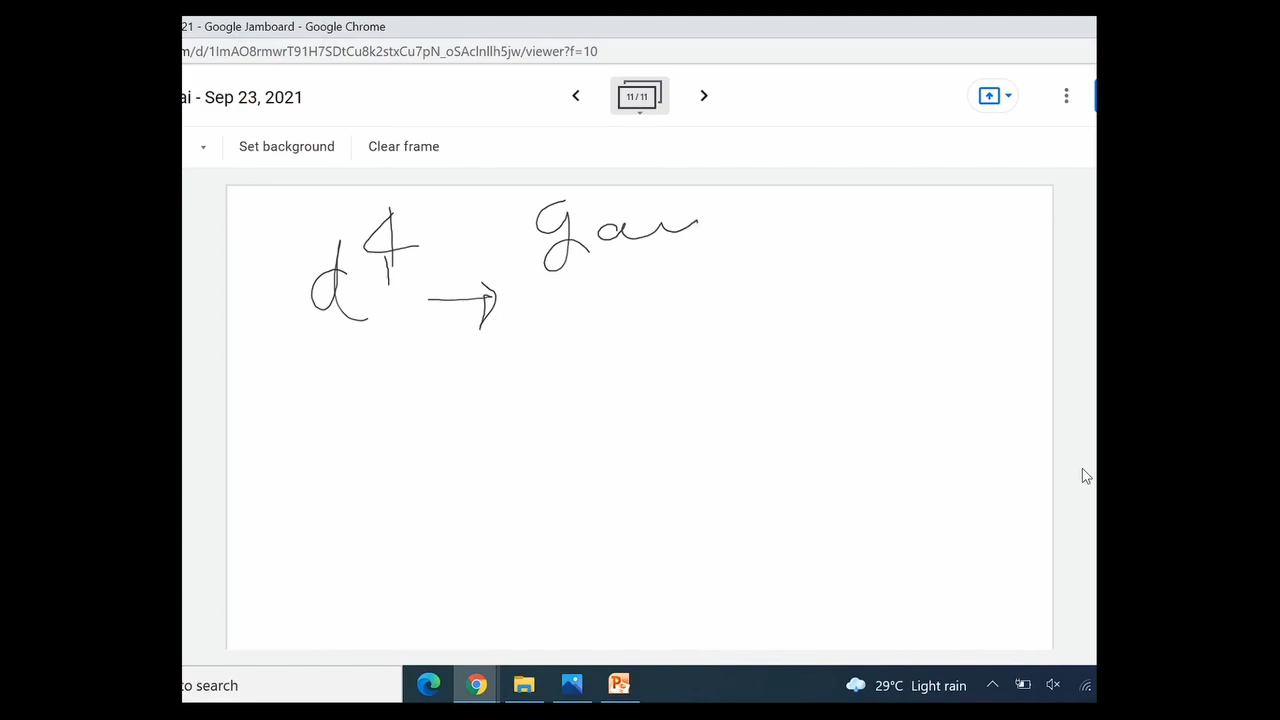 21 - Google Jamboard - Google Chrome
m/d/1ImAO8rmwrT91H7SDtCu8k2stxCu7pN_oSAclnllh5jw/viewer?f=10
ai - Sep 23, 2021
11 / 11
Set background
Clear frame
d⁴ → gau
to search
29°C Light rain